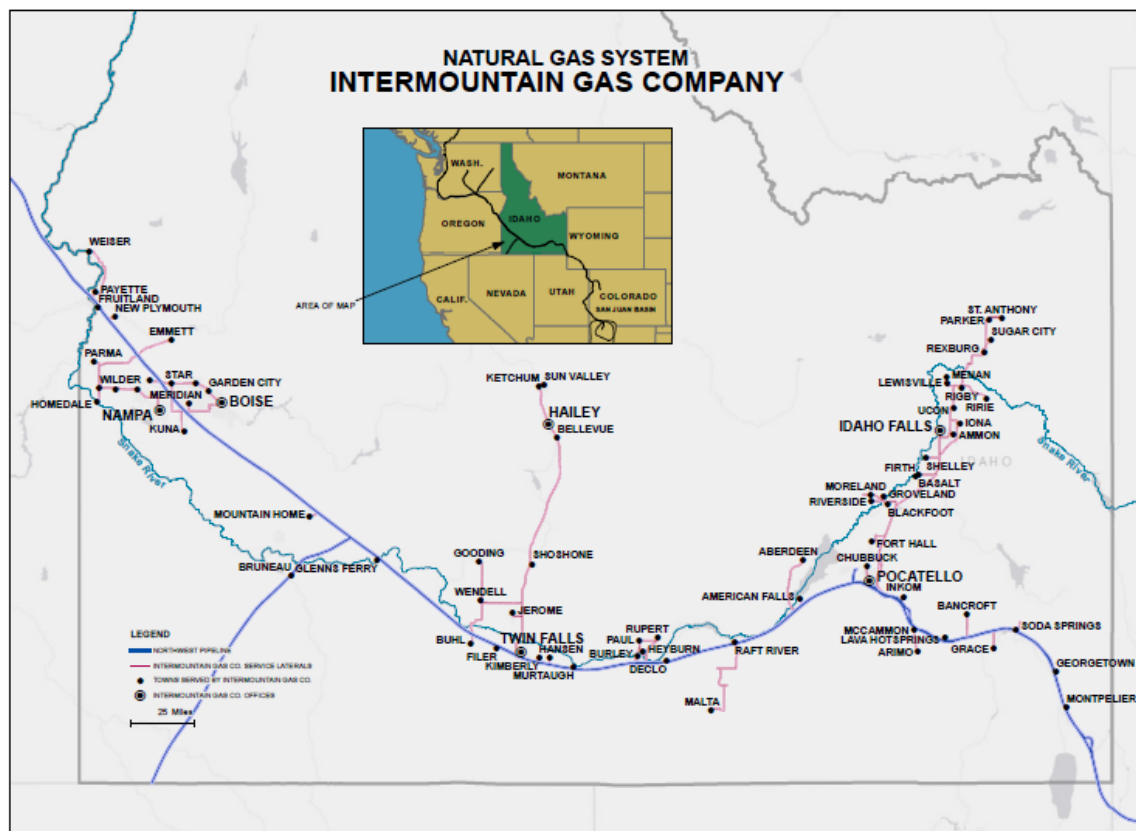 NATURAL GAS SYSTEM
INTERMOUNTAIN GAS COMPANY
WASH.
MONTANA
OREGON
IDAHO
WYOMING
CALIF.
NEVADA
UTAH
COLORADO
SAN JUAN BASIN
AREA OF MAP
WEISER
PAYETTE
FRUITLAND
NEW PLYMOUTH
EMMETT
PARMA
WILDER
STAR
GARDEN CITY
MERIDIAN
BOISE
HOMEDALE
NAMPA
KUNA
Snake River
MOUNTAIN HOME
BRUNEAU
GLENNS FERRY
KETCHUM
SUN VALLEY
HAILEY
BELLEVUE
GOODING
SHOSHONE
WENDELL
JEROME
BUHL
TWIN FALLS
FILER
HANSEN
KIMBERLY
MURTAUGH
RUPERT
PAUL
BURLEY
HEYBURN
DECLO
RAFT RIVER
MALTA
ST. ANTHONY
PARKER
SUGAR CITY
REXBURG
MENAN
LEWISVILLE
RIGBY
RIRIE
UCON
IONA
IDAHO FALLS
AMMON
IDAHO
Snake River
SHELLEY
FIRTH
BASALT
MORELAND
GROVELAND
RIVERSIDE
BLACKFOOT
FORT HALL
ABERDEEN
CHUBBUCK
POCATELLO
AMERICAN FALLS
INKOM
BANCROFT
MCCAMMON
LAVA HOTSPRINGS
SODA SPRINGS
ARIMO
GRACE
GEORGETOWN
MONTPELIER
LEGEND
NORTHWEST PIPELINE
INTERMOUNTAIN GAS CO. SERVICE LATERALS
TOWNS SERVED BY INTERMOUNTAIN GAS CO.
INTERMOUNTAIN GAS CO. OFFICES
25 Miles